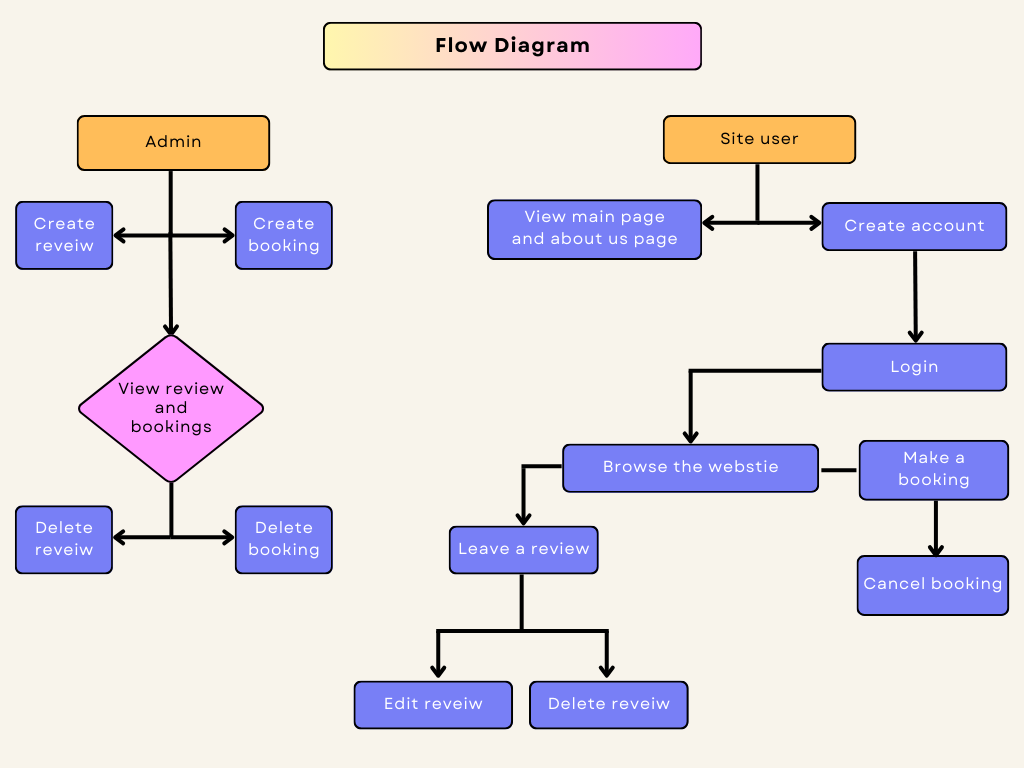 Flow Diagram
Admin
Site user
Create
reveiw
Create
booking
View main page
and about us page
Create account
View review
and
bookings
Login
Browse the webstie
Make a
booking
Delete
reveiw
Delete
booking
Leave a review
Cancel booking
Edit reveiw
Delete reveiw